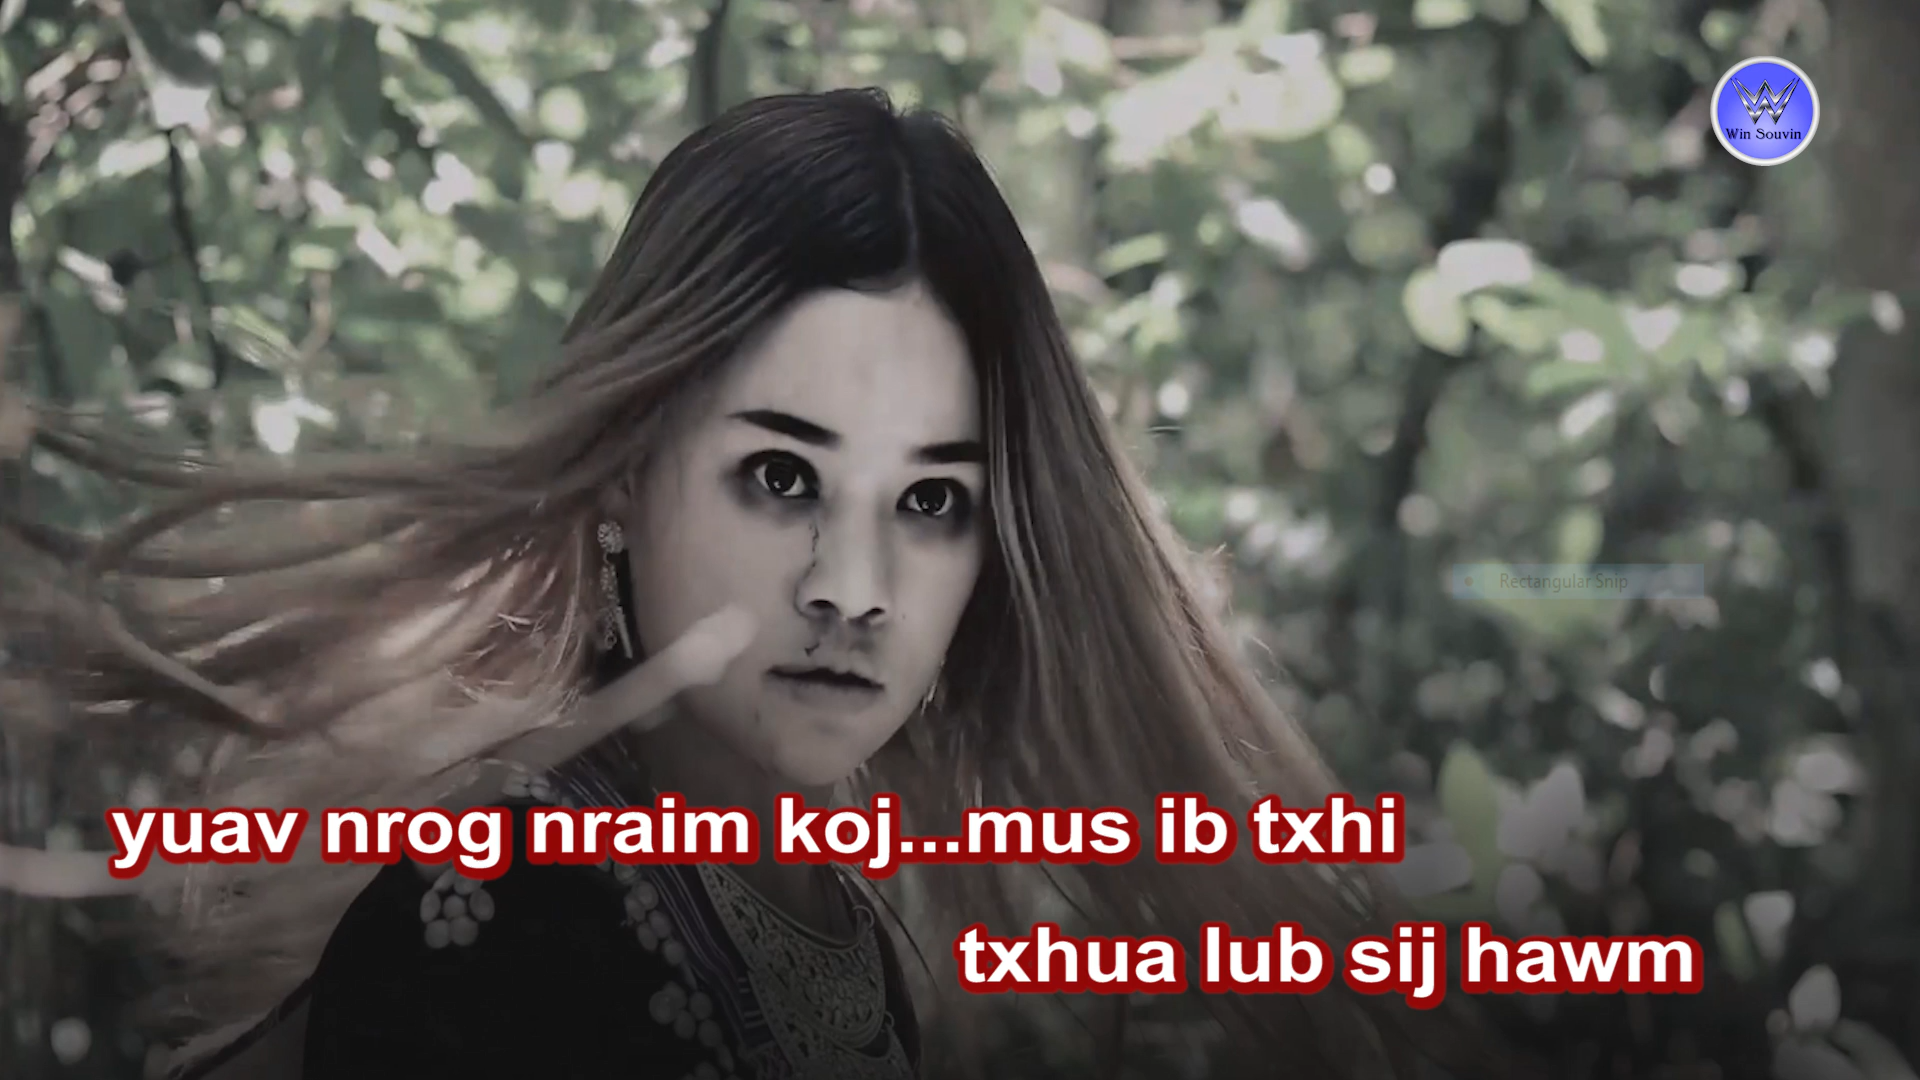 W
Win Souvin
Rectangular Snip
yuav nrog nraim koj...mus ib txhi
txhua lub sij hawm